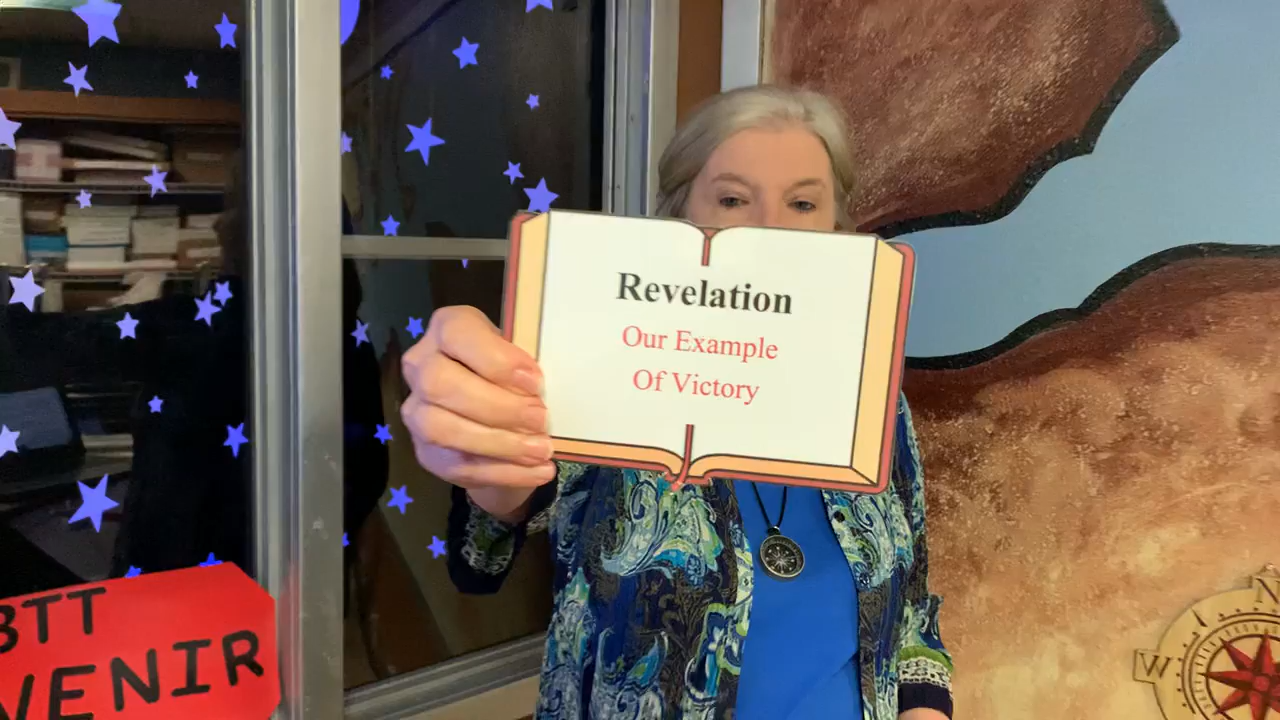 Revelation
Our Example
Of Victory
BTT
VENIR
N
W